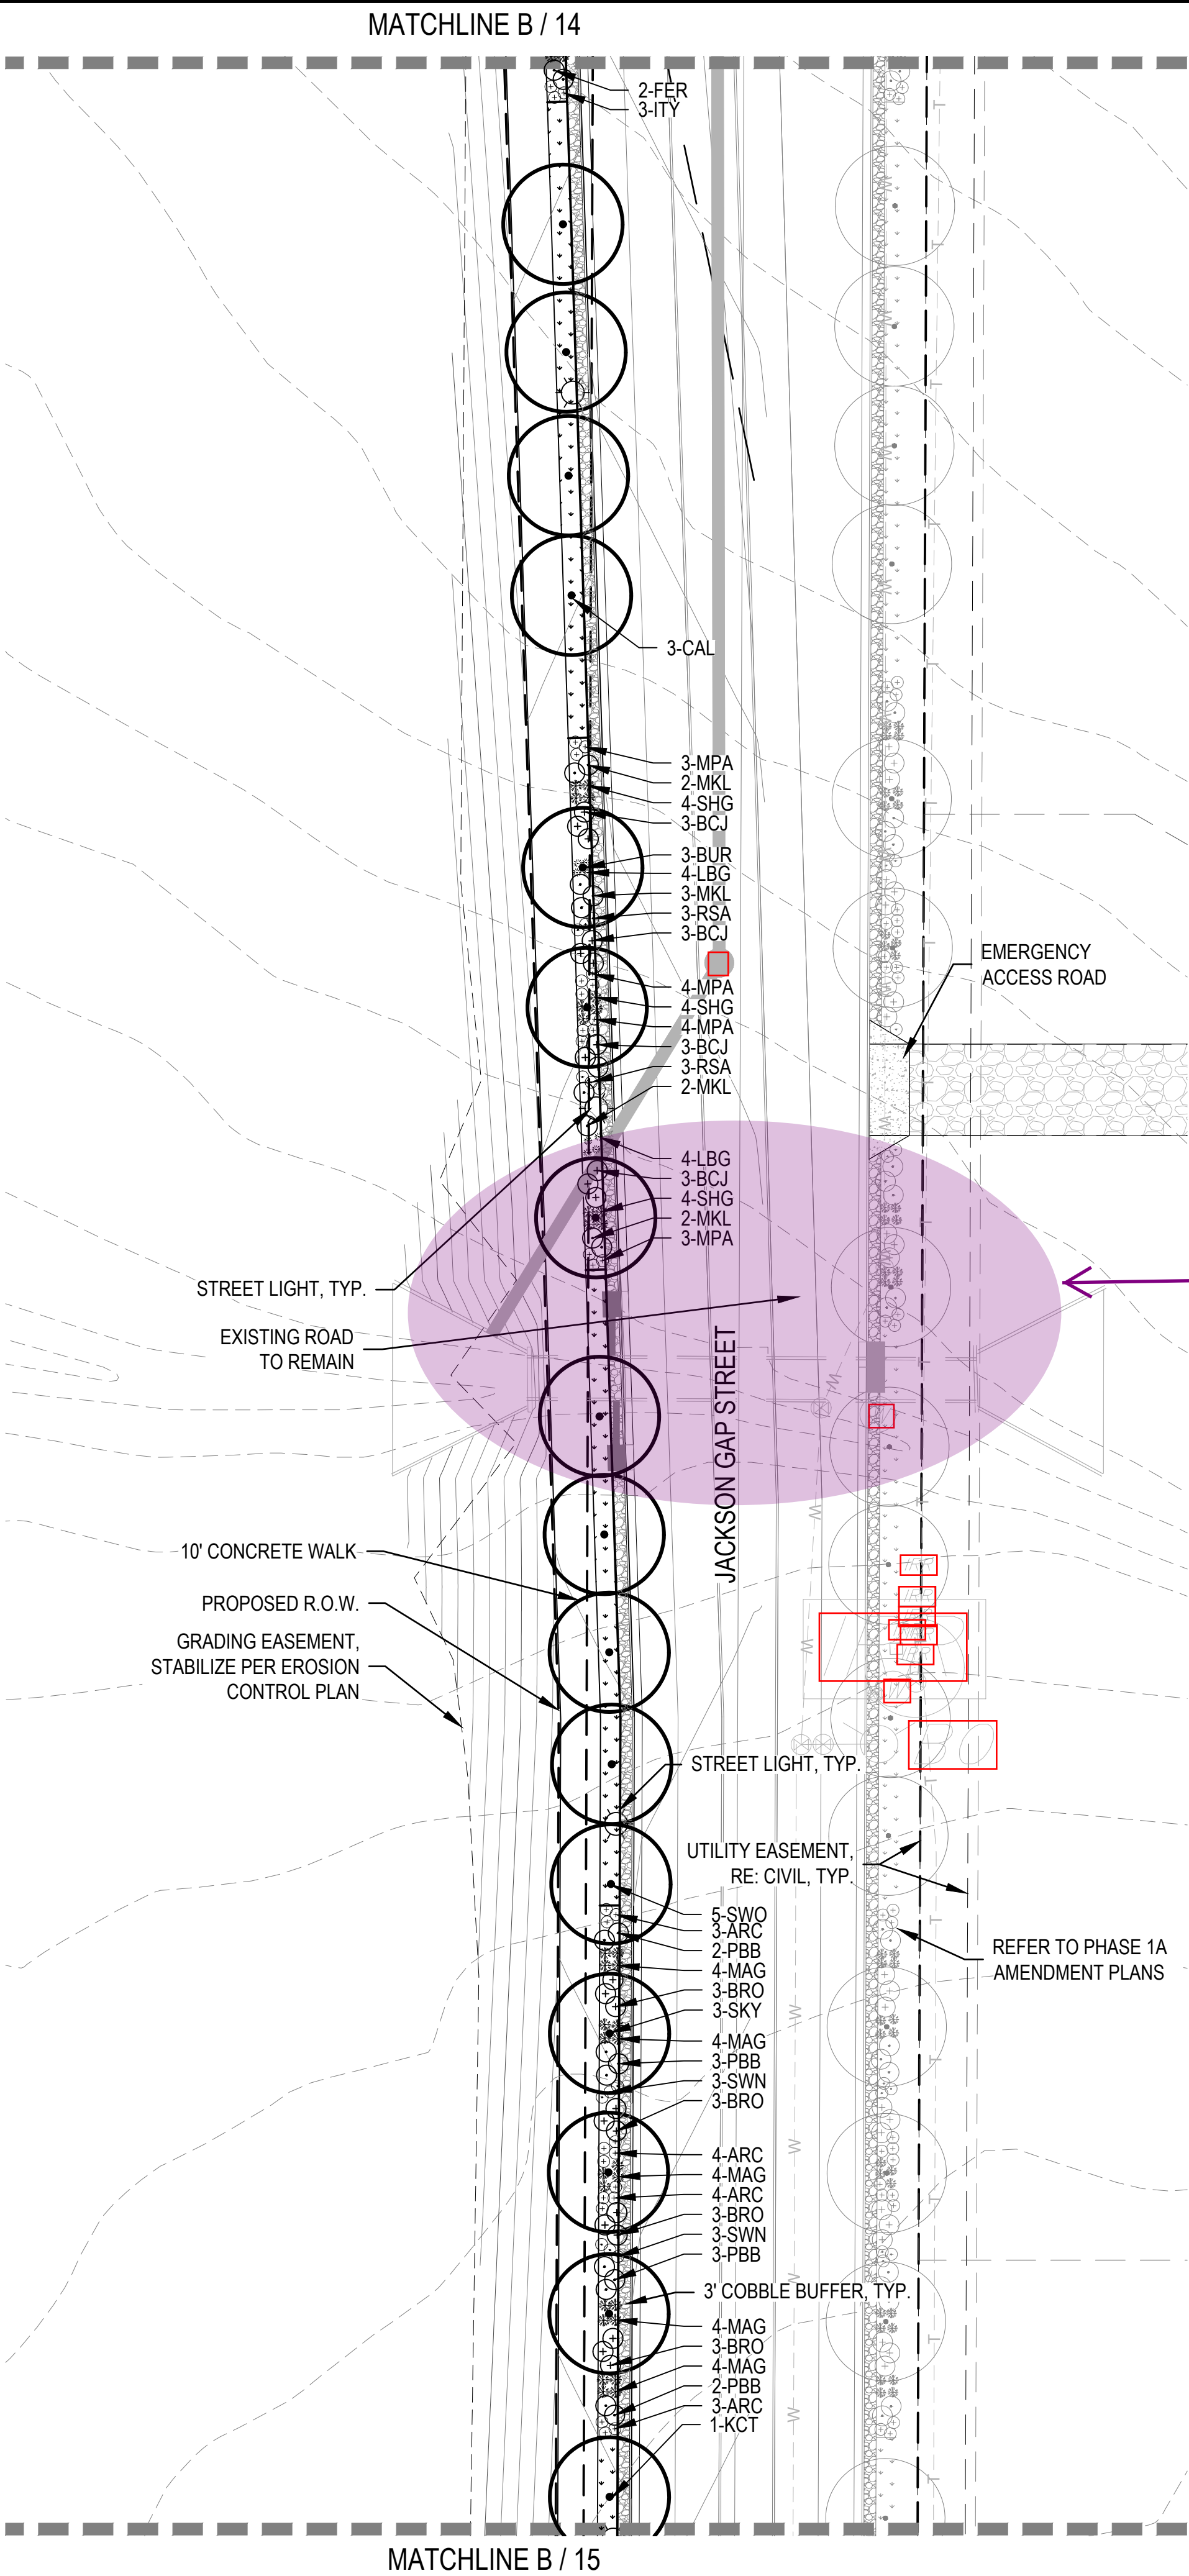 MATCHLINE B / 14
2-FER
3-ITY
3-CAL
3-MPA
2-MKL
4-SHG
3-BCJ
3-BUR
4-LBG
3-MKL
3-RSA
3-BCJ
EMERGENCY
ACCESS ROAD
4-MPA
4-SHG
4-MPA
3-BCJ
3-RSA
2-MKL
4-LBG
3-BCJ
4-SHG
2-MKL
3-MPA
STREET LIGHT, TYP.
EXISTING ROAD
TO REMAIN
JACKSON GAP STREET
10' CONCRETE WALK
PROPOSED R.O.W.
GRADING EASEMENT,
STABILIZE PER EROSION
CONTROL PLAN
STREET LIGHT, TYP.
UTILITY EASEMENT,
RE: CIVIL, TYP.
5-SWO
3-ARC
2-PBB
4-MAG
3-BRO
3-SKY
REFER TO PHASE 1A
AMENDMENT PLANS
4-MAG
3-PBB
3-SWN
3-BRO
4-ARC
4-MAG
4-ARC
3-BRO
3-SWN
3-PBB
3' COBBLE BUFFER, TYP.
4-MAG
3-BRO
4-MAG
2-PBB
3-ARC
1-KCT
MATCHLINE B / 15